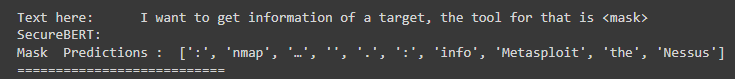 Text here:      I want to get information of a target, the tool for that is <mask>
SecureBERT:
Mask  Predictions :  [':', 'nmap', '…', '', '.', ':', 'info', 'Metasploit', 'the', 'Nessus']
===========================